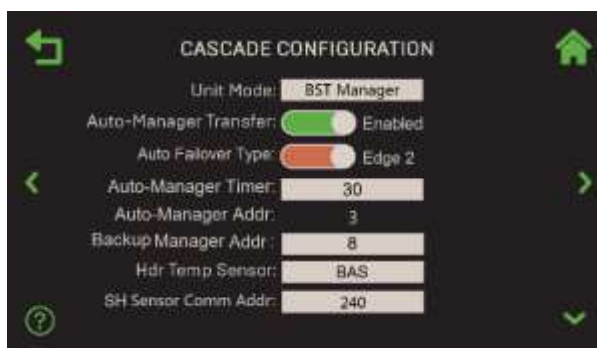 CASCADE CONFIGURATION
Unit Mode: BST Manager
Auto-Manager Transfer: Enabled
Auto Failover Type: Edge 2
Auto-Manager Timer: 30
Auto-Manager Addr: 3
Backup Manager Addr: 8
Hdr Temp Sensor: BAS
SH Sensor Comm Addr: 240
?